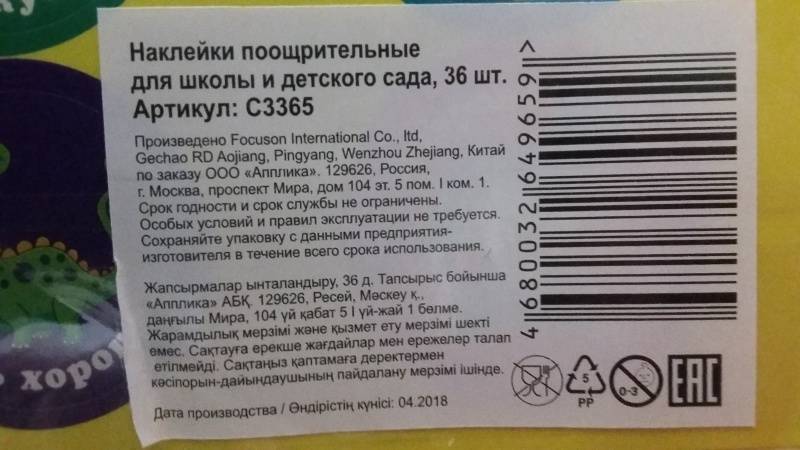 ку
Наклейки поощрительные
для школы и детского сада, 36 шт.
Артикул: С3365
Произведено Focuson International Co., ltd,
Gechao RD Aojiang, Pingyang, Wenzhou Zhejiang, Китай
по заказу ООО «Апплика». 129626, Россия,
г. Москва, проспект Мира, дом 104 эт. 5 пом. I ком. 1.
Срок годности и срок службы не ограничены.
Особых условий и правил эксплуатации не требуется.
Сохраняйте упаковку с данными предприятия-
изготовителя в течение всего срока использования.
Жапсырмалар ынталандыру, 36 д. Тапсырыс бойынша
«Апплика» АБҚ. 129626, Ресей, Мәскеу қ.,
даңғылы Мира, 104 үй қабат 5 I үй-жай 1 бөлме.
Жарамдылық мерзімі және қызмет ету мерзімі шекті
емес. Сақтауға ерекше жағдайлар мен ережелер талап
етілмейді. Сақтаңыз қаптамаға деректермен
кәсіпорын-дайындаушының пайдалану мерзімі ішінде.
Дата производства / Өндірістің күнісі: 04.2018
4 680032 649659 >
5
PP
0-3
EAC
хоро